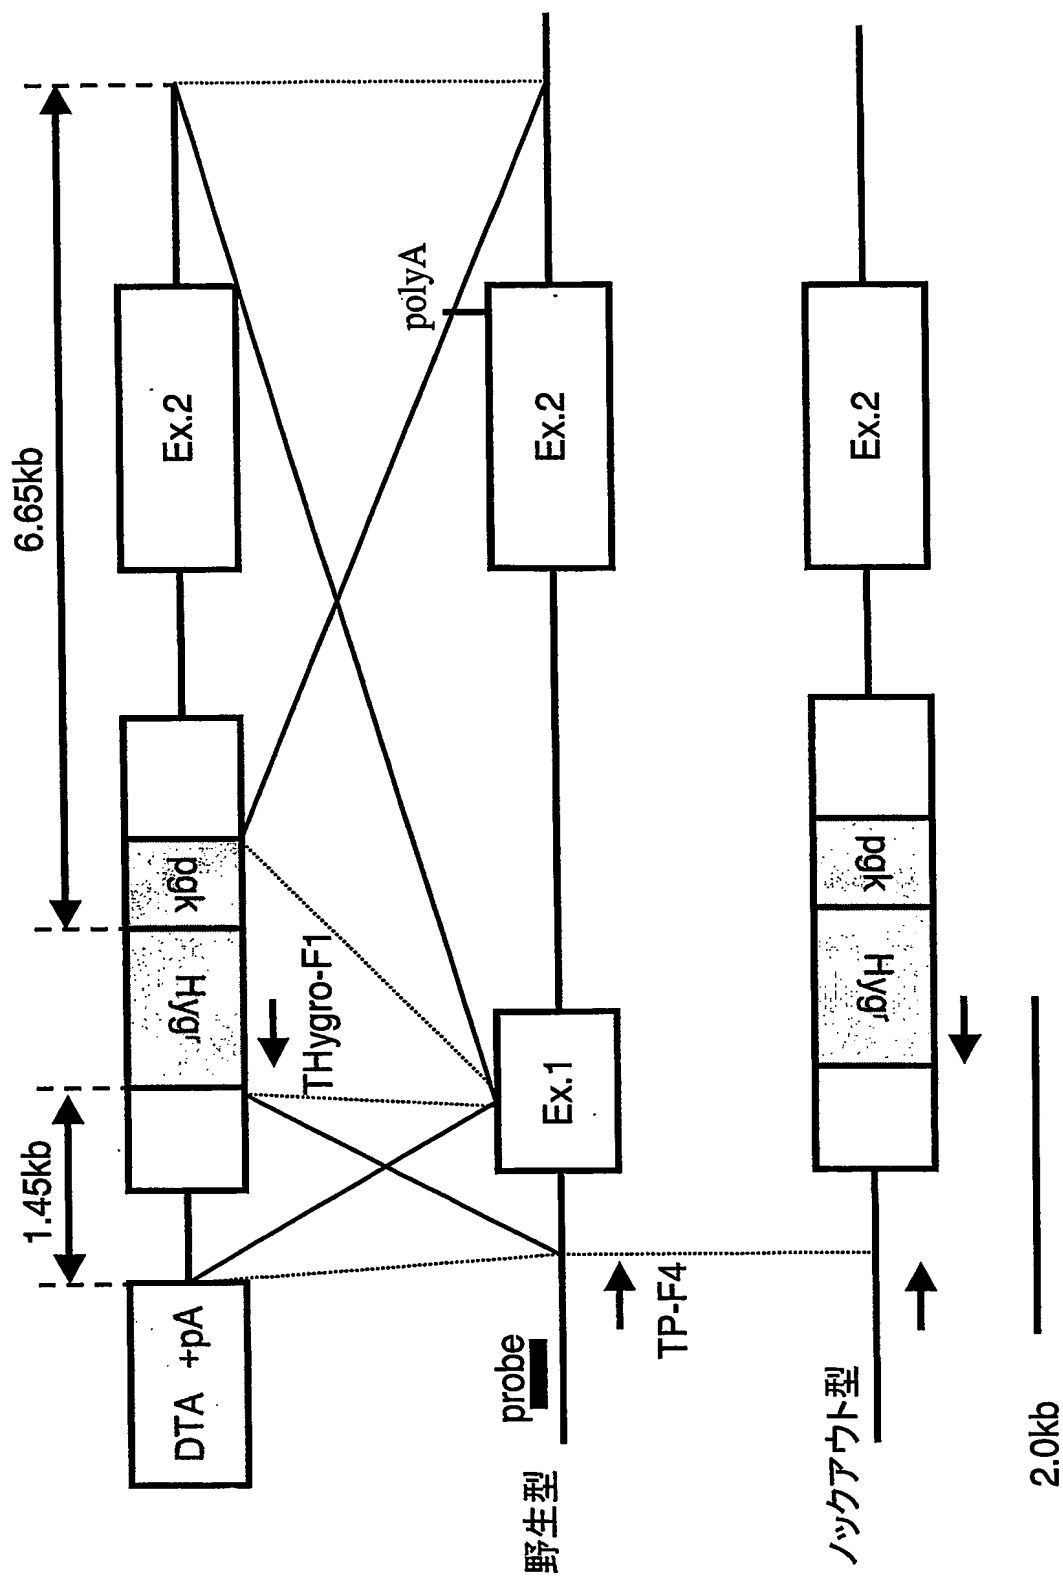 1.45kb
6.65kb
DTA +pA
Hygr
pgk
Ex.2
THygro-F1
polyA
野生型
probe
Ex.1
Ex.2
TP-F4
ノックアウト型
Hygr
pgk
Ex.2
2.0kb